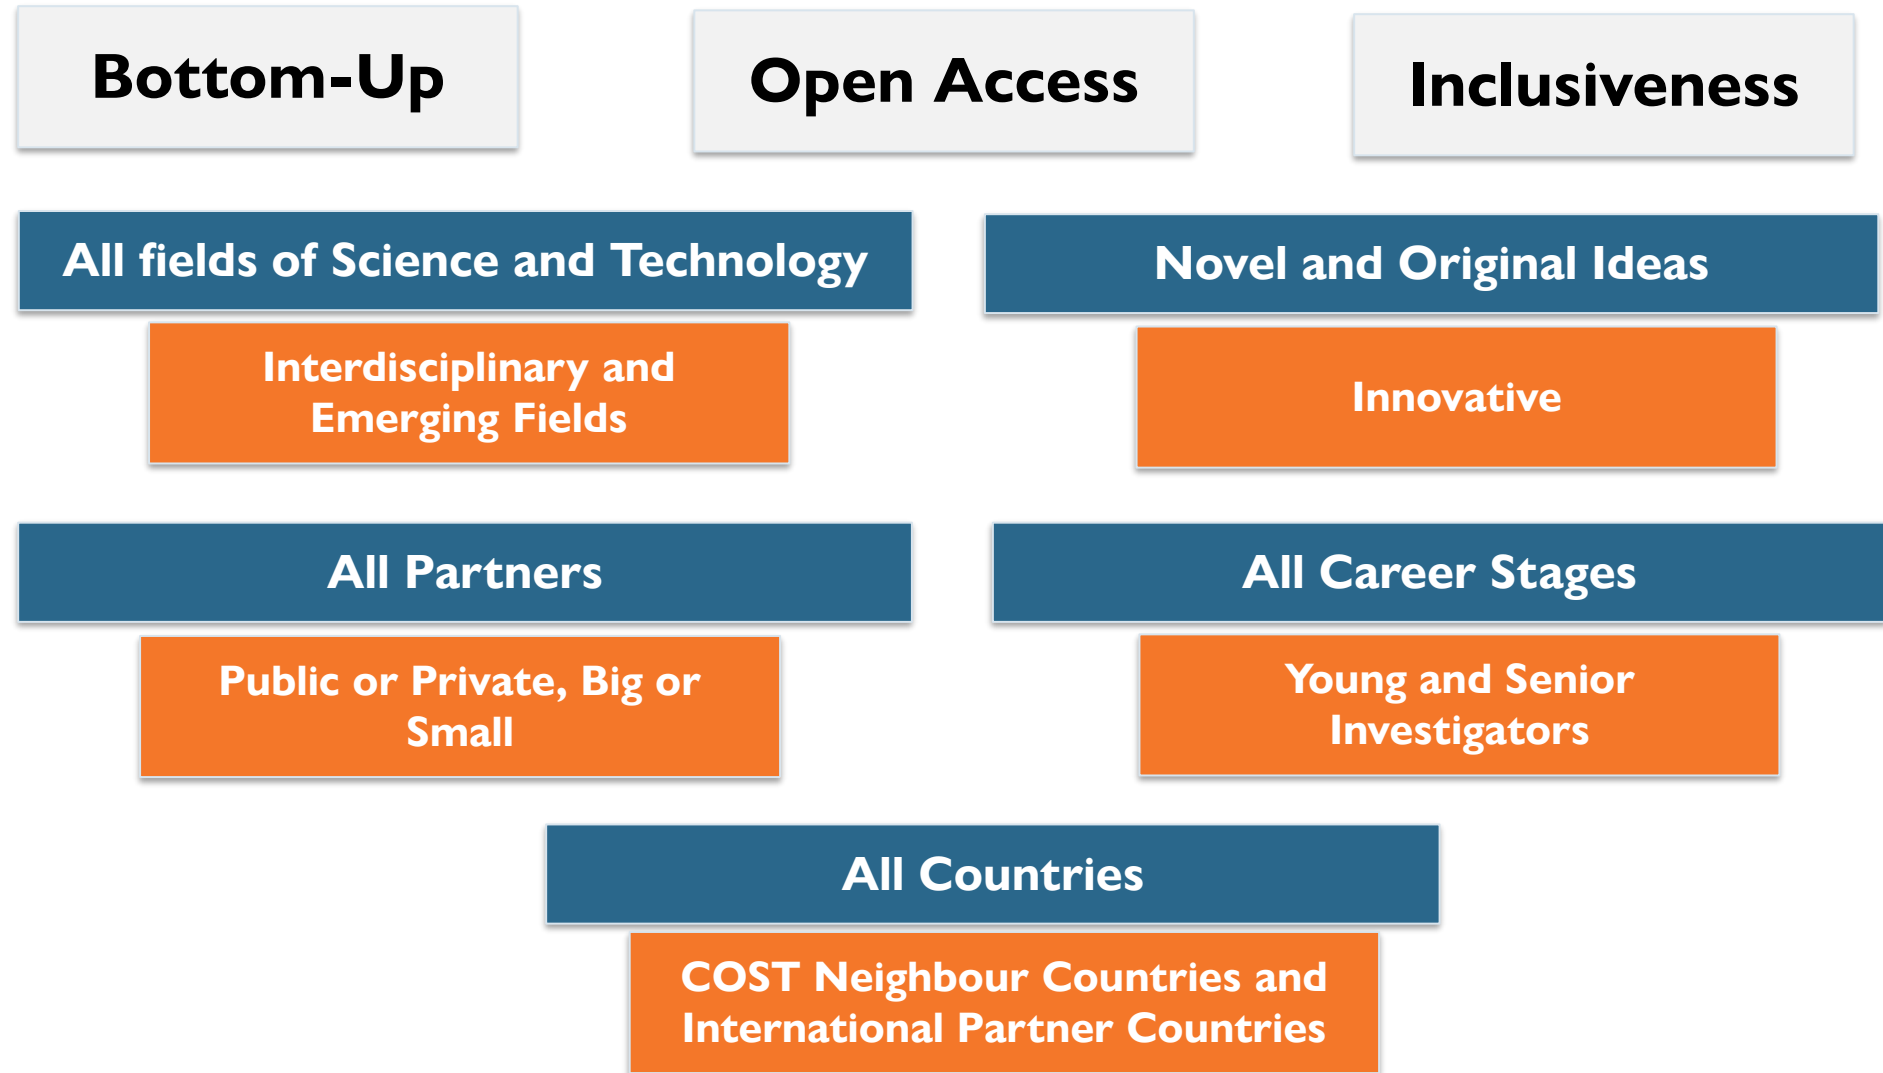 Bottom-Up
Open Access
Inclusiveness
All fields of Science and Technology
Interdisciplinary and
Emerging Fields
Novel and Original Ideas
Innovative
All Partners
Public or Private, Big or
Small
All Career Stages
Young and Senior
Investigators
All Countries
COST Neighbour Countries and
International Partner Countries